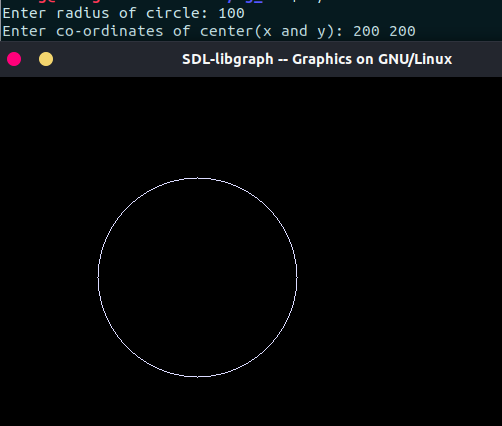 Enter radius of circle: 100
Enter co-ordinates of center(x and y): 200 200
SDL-libgraph -- Graphics on GNU/Linux